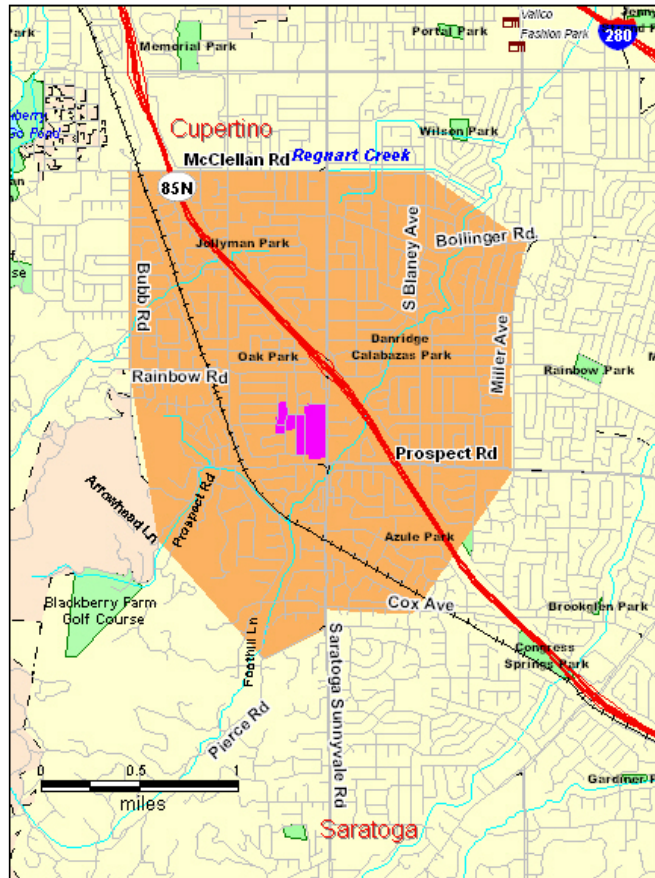 Vallco
Fashion Park
Portal Park
280
Park
Memorial Park
Wilson Park
Cupertino
McClellan Rd
Regnart Creek
85N
Jollyman Park
S Blaney Ave
Bollinger Rd
Bubb Rd
Oak Park
Danridge
Calabazas Park
Miller Ave
Rainbow Rd
Rainbow Park
Prospect Rd
Arrowhead Ln
Prospect Rd
Azule Park
Blackberry Farm
Golf Course
Cox Ave
Brookglen Park
Foothill Ln
Saratoga Sunnyvale Rd
Congress
Springs Park
Pierce Rd
0 0.5 1
miles
Gardiner P
Saratoga